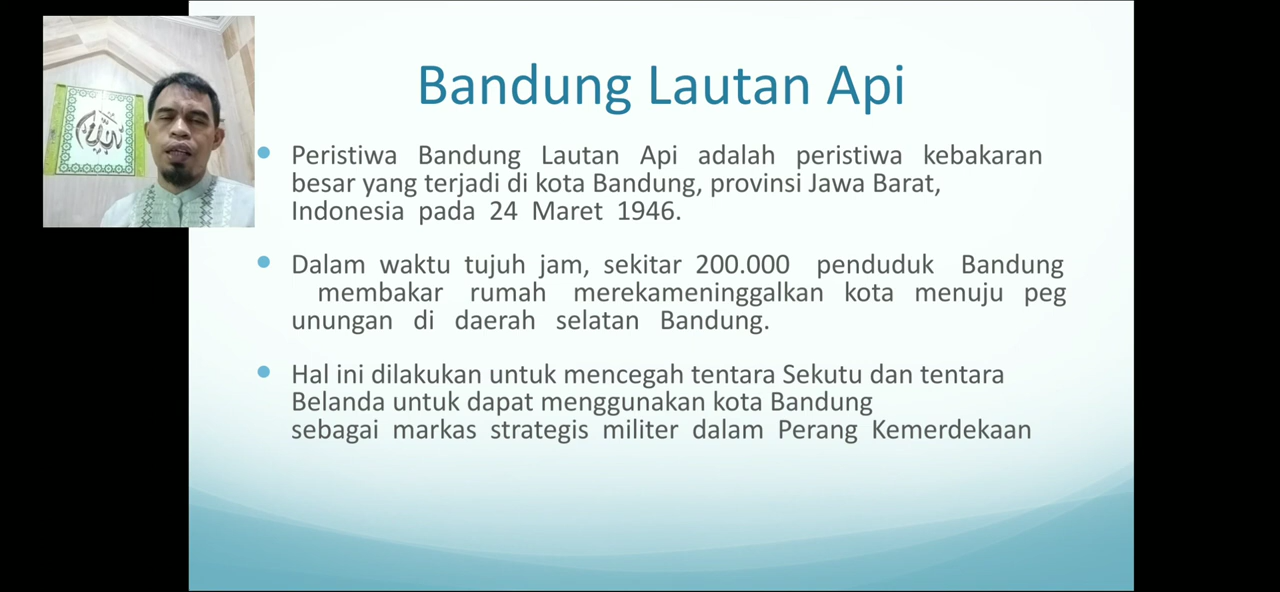 Bandung Lautan Api
Peristiwa Bandung Lautan Api adalah peristiwa kebakaran
besar yang terjadi di kota Bandung, provinsi Jawa Barat,
Indonesia pada 24 Maret 1946.
Dalam waktu tujuh jam, sekitar 200.000 penduduk Bandung
membakar rumah merekameninggalkan kota menuju peg
unungan di daerah selatan Bandung.
Hal ini dilakukan untuk mencegah tentara Sekutu dan tentara
Belanda untuk dapat menggunakan kota Bandung
sebagai markas strategis militer dalam Perang Kemerdekaan
الله